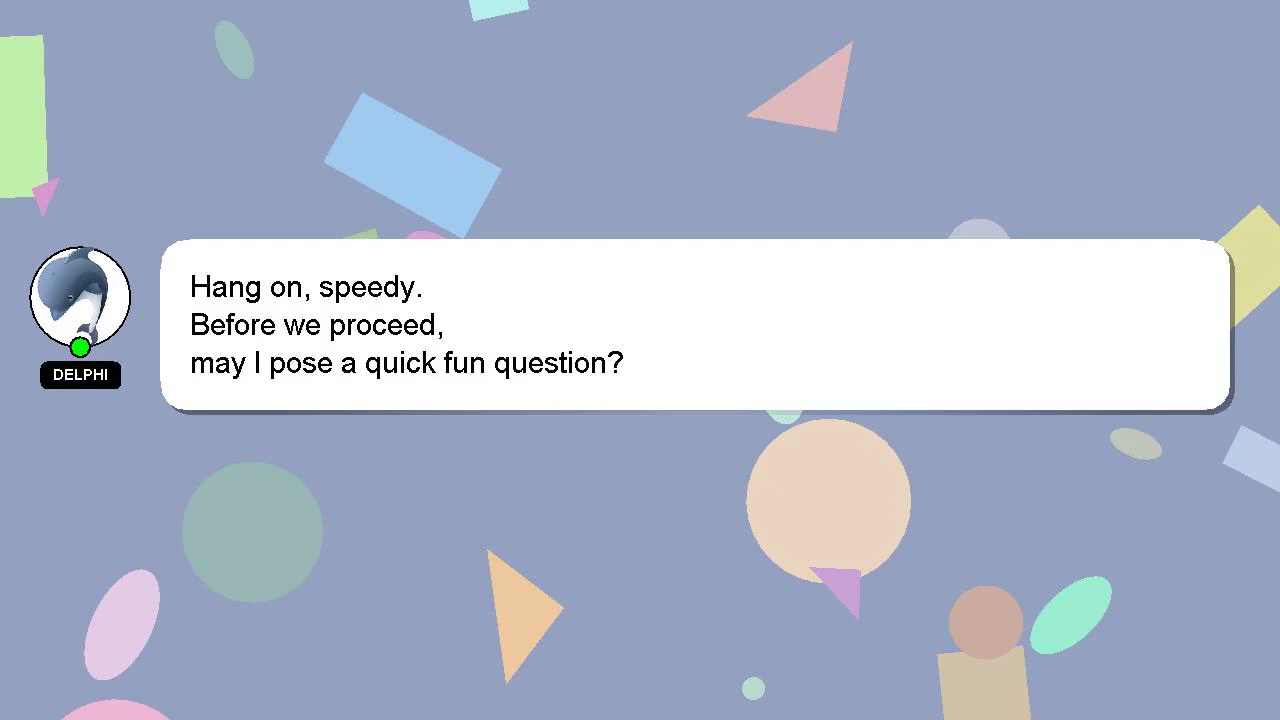 Hang on, speedy.
Before we proceed,
may I pose a quick fun question?
DELPHI